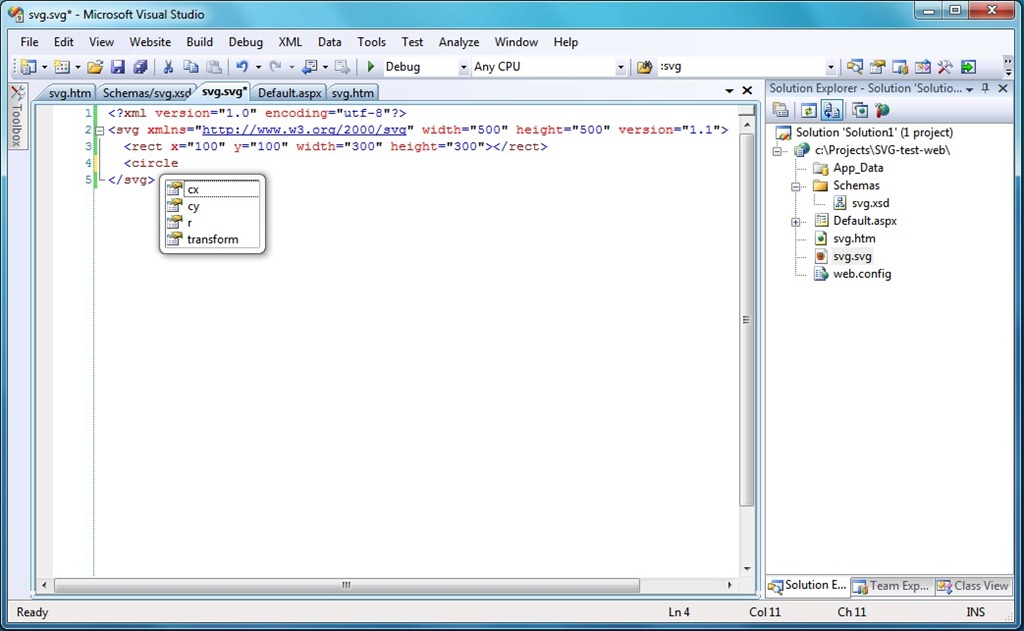 svg.svg* - Microsoft Visual Studio
File Edit View Website Build Debug XML Data Tools Test Analyze Window Help
Debug Any CPU :svg
Toolbox
svg.htm Schemas/svg.xsd svg.svg* Default.aspx svg.htm
1 <?xml version="1.0" encoding="utf-8"?>
2 <svg xmlns="http://www.w3.org/2000/svg" width="500" height="500" version="1.1">
3 <rect x="100" y="100" width="300" height="300"></rect>
4 <circle
5 </svg>
cx
cy
r
transform
Solution Explorer - Solution 'Solutio...
Solution 'Solution1' (1 project)
c:\Projects\SVG-test-web\
App_Data
Schemas
svg.xsd
Default.aspx
svg.htm
svg.svg
web.config
Solution E... Team Exp... Class View
Ready Ln 4 Col 11 Ch 11 INS